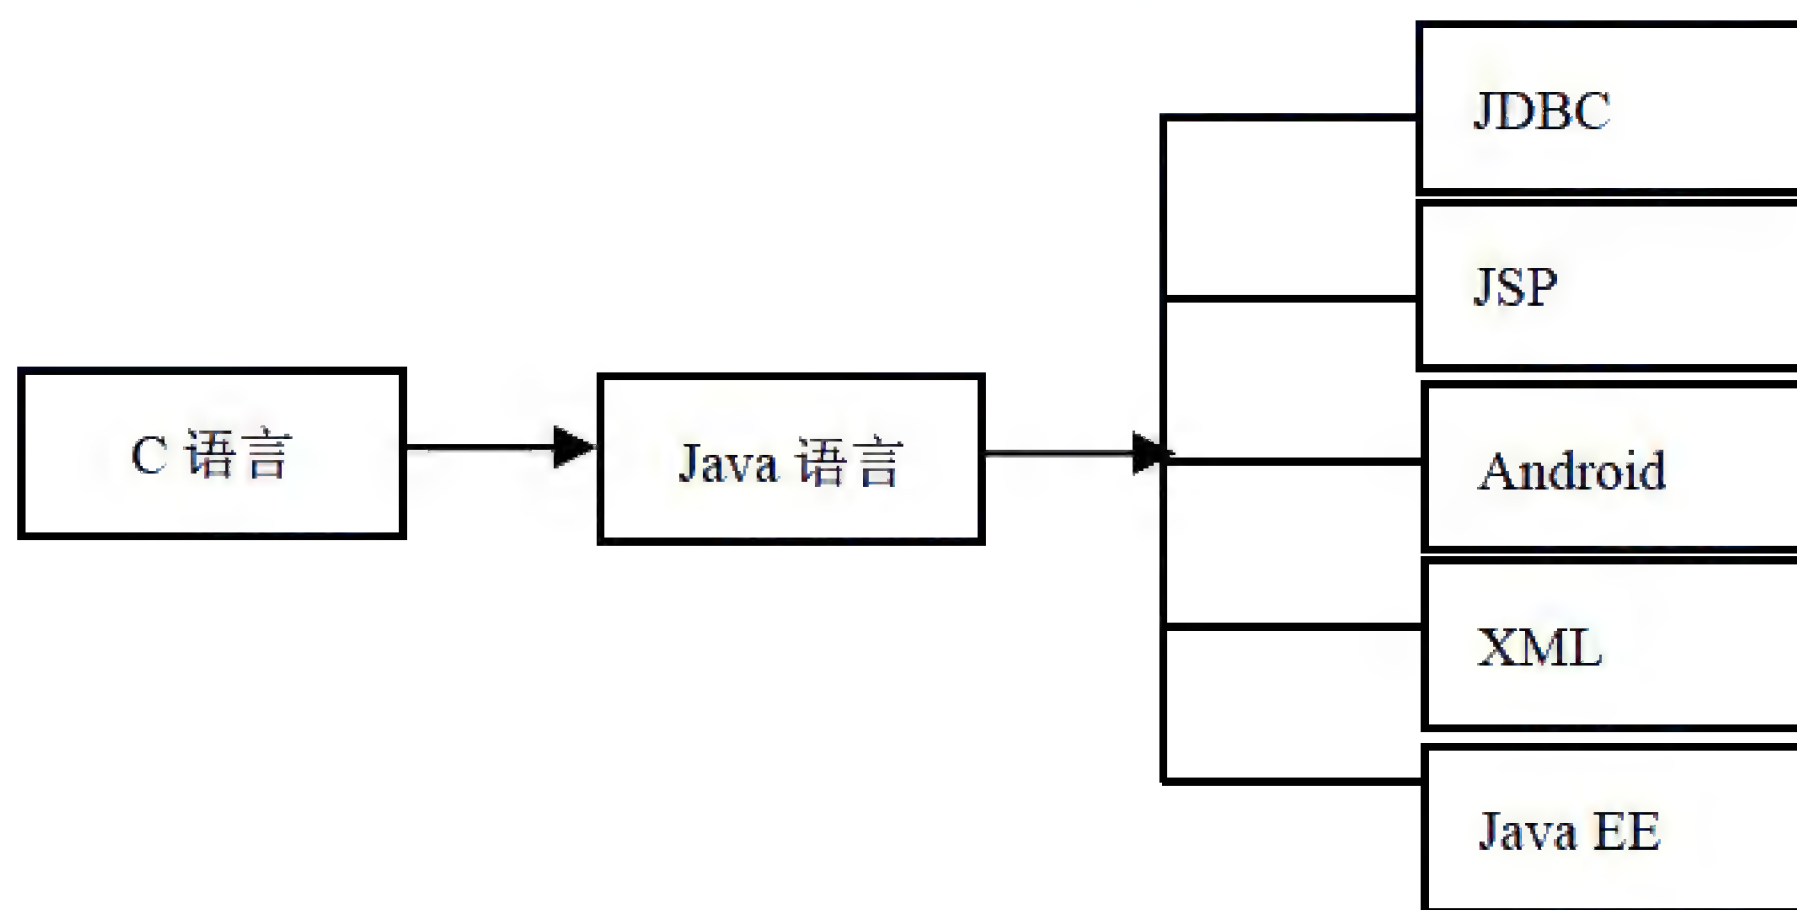 C 语言
Java 语言
JDBC
JSP
Android
XML
Java EE